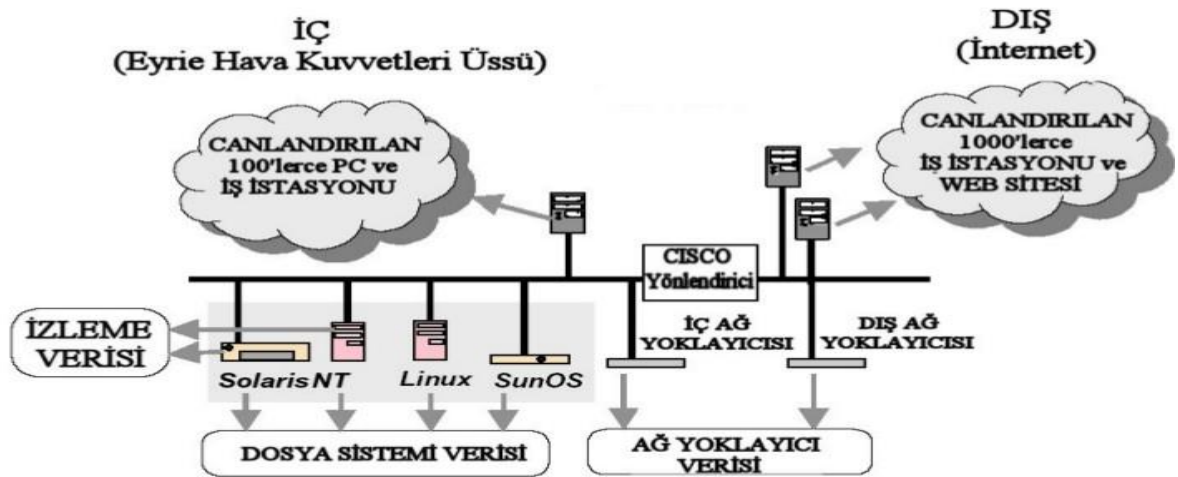 İÇ
(Eyrie Hava Kuvvetleri Üssü)
DIŞ
(İnternet)
CANLANDIRILAN
100'lerce PC ve
İŞ İSTASYONU
CANLANDIRILAN
1000'lerce
İŞ İSTASYONU ve
WEB SİTESİ
CISCO
Yönlendirici
İZLEME
VERİSİ
İÇ AĞ
YOKLAYICISI
DIŞ AĞ
YOKLAYICISI
Solaris NT Linux SunOS
DOSYA SİSTEMİ VERİSİ
AĞ YOKLAYICI
VERİSİ